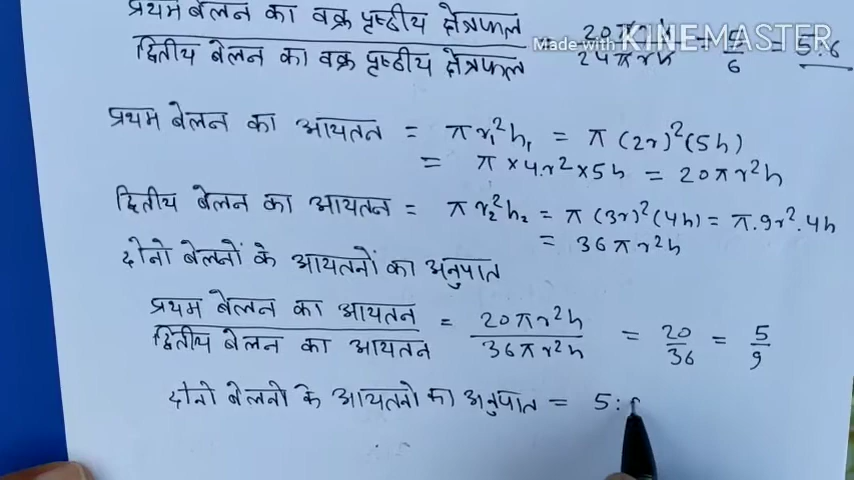 प्रथम बेलन का वक्र पृष्ठीय क्षेत्रफल
द्वितीय बेलन का वक्र पृष्ठीय क्षेत्रफल = 20πrh/24πrh = 5/6 = 5:6
Made with KINEMASTER
प्रथम बेलन का आयतन = πr₁²h₁ = π(2r)²(5h)
= π×4r²×5h = 20πr²h
द्वितीय बेलन का आयतन = πr₂²h₂ = π(3r)²(4h) = π.9r².4h
= 36πr²h
दोनो बेलनों के आयतनों का अनुपात
प्रथम बेलन का आयतन/द्वितीय बेलन का आयतन = 20πr²h/36πr²h = 20/36 = 5/9
दोनो बेलनो के आयतनो का अनुपात = 5: